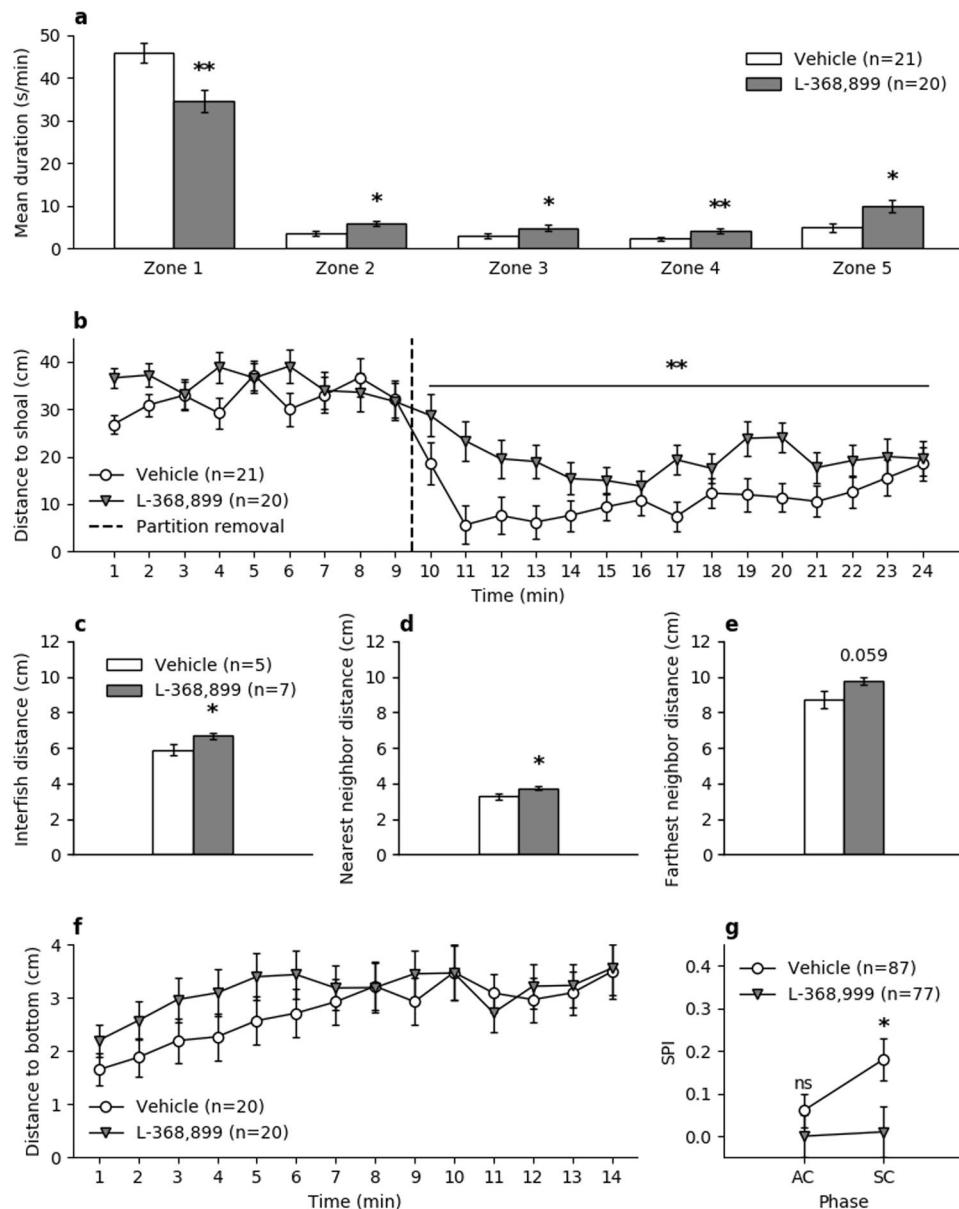 a
Mean duration (s/min)
50
40
30
20
10
0
Vehicle (n=21)
L-368,899 (n=20)
**
*
*
**
*
Zone 1 Zone 2 Zone 3 Zone 4 Zone 5
b
Distance to shoal (cm)
40
30
20
10
0
**
Vehicle (n=21)
L-368,899 (n=20)
Partition removal
1 2 3 4 5 6 7 8 9 10 11 12 13 14 15 16 17 18 19 20 21 22 23 24
Time (min)
c
Interfish distance (cm)
12
10
8
6
4
2
0
Vehicle (n=5)
L-368,899 (n=7)
*
d
Nearest neighbor distance (cm)
12
10
8
6
4
2
0
*
e
Farthest neighbor distance (cm)
12
10
8
6
4
2
0
0.059
f
Distance to bottom (cm)
4
3
2
1
0
Vehicle (n=20)
L-368,899 (n=20)
1 2 3 4 5 6 7 8 9 10 11 12 13 14
Time (min)
g
SPI
0.4
0.3
0.2
0.1
0.0
Vehicle (n=87)
L-368,999 (n=77)
*
ns
AC SC
Phase